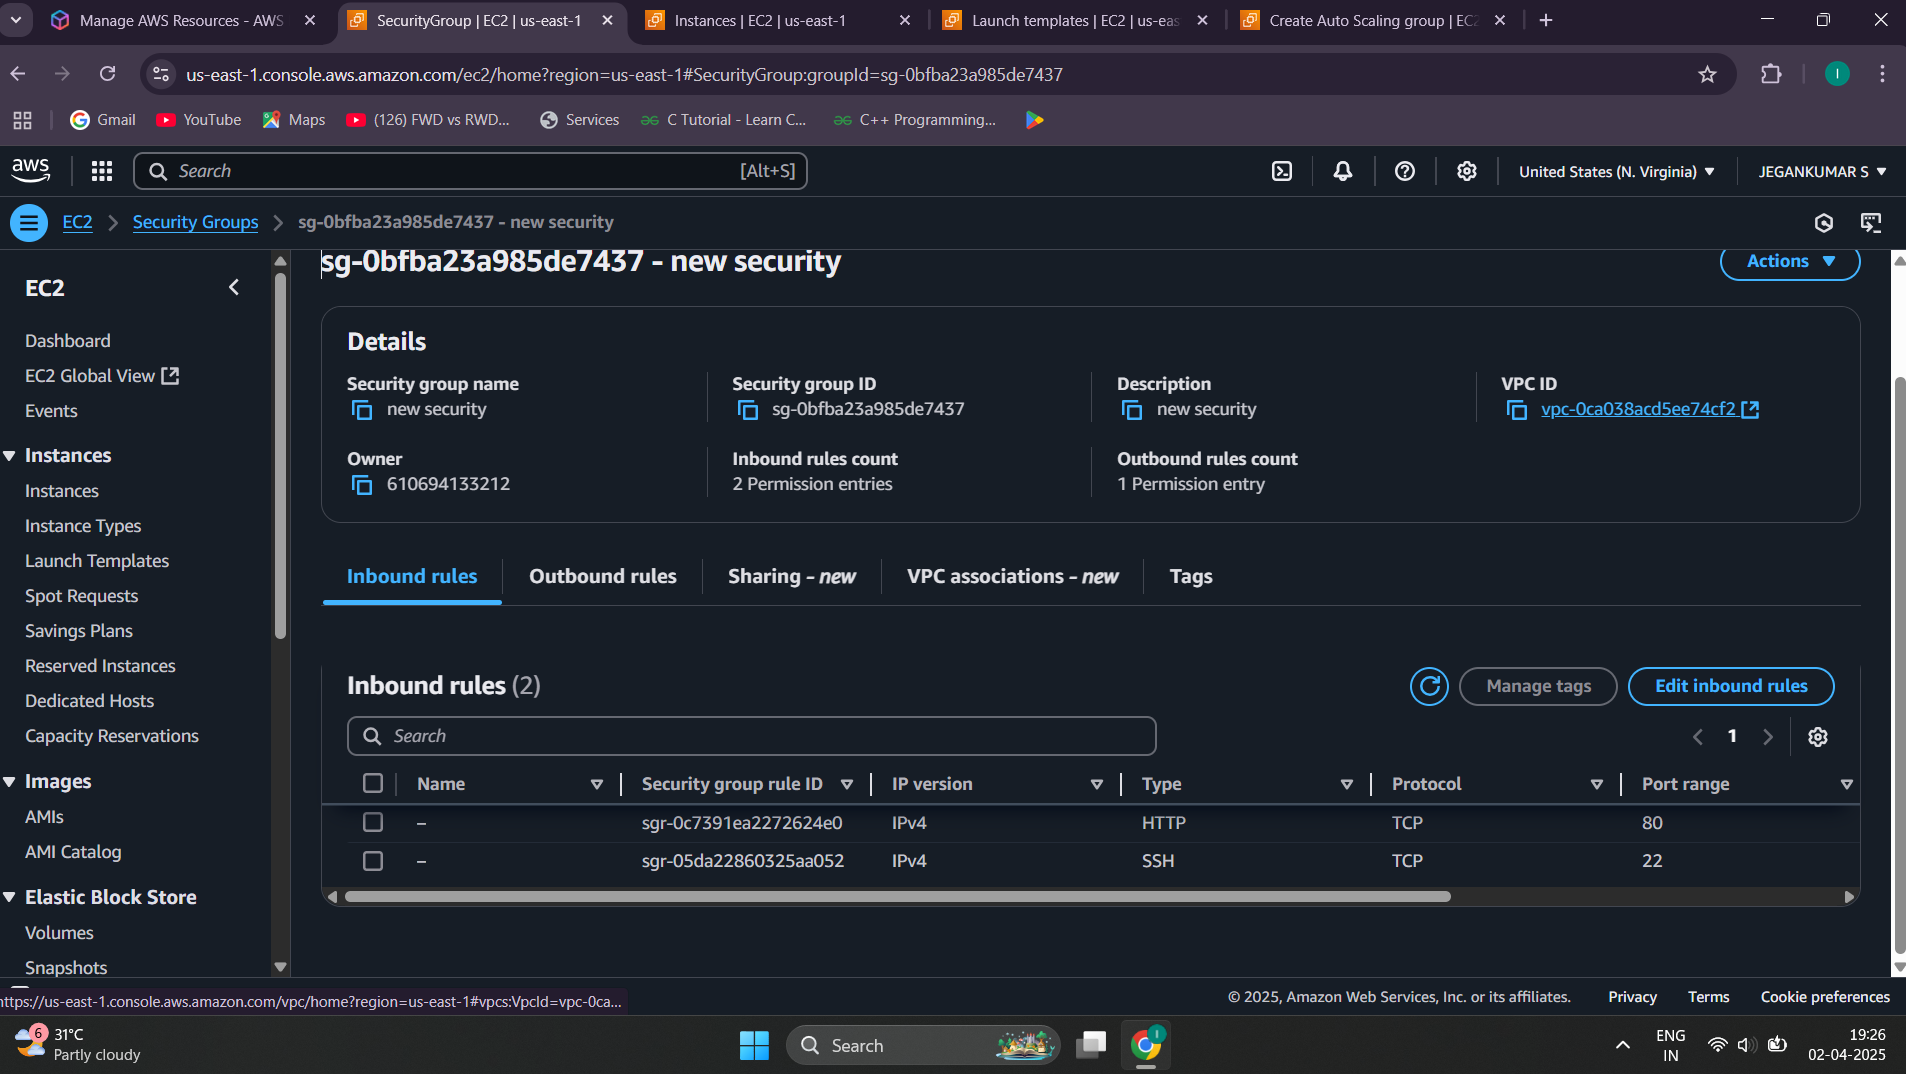 Manage AWS Resources - AWS
SecurityGroup | EC2 | us-east-1
Instances | EC2 | us-east-1
Launch templates | EC2 | us-eas
Create Auto Scaling group | EC2
us-east-1.console.aws.amazon.com/ec2/home?region=us-east-1#SecurityGroup:groupId=sg-0bfba23a985de7437
I
Gmail
YouTube
Maps
(126) FWD vs RWD...
Services
C Tutorial - Learn C...
C++ Programming,...
aws
Search
[Alt+S]
United States (N. Virginia)
JEGANKUMAR S
EC2
Security Groups
sg-0bfba23a985de7437 - new security
EC2
Dashboard
EC2 Global View
Events
Instances
Instances
Instance Types
Launch Templates
Spot Requests
Savings Plans
Reserved Instances
Dedicated Hosts
Capacity Reservations
Images
AMIs
AMI Catalog
Elastic Block Store
Volumes
Snapshots
sg-0bfba23a985de7437 - new security
Actions
Details
Security group name
new security
Security group ID
sg-0bfba23a985de7437
Description
new security
VPC ID
vpc-0ca038acd5ee74cf2
Owner
610694133212
Inbound rules count
2 Permission entries
Outbound rules count
1 Permission entry
Inbound rules
Outbound rules
Sharing - new
VPC associations - new
Tags
Inbound rules (2)
Manage tags
Edit inbound rules
Search
1
Name Security group rule ID IP version Type Protocol Port range
– sgr-0c7391ea2272624e0 IPv4 HTTP TCP 80
– sgr-05da22860325aa052 IPv4 SSH TCP 22
https://us-east-1.console.aws.amazon.com/vpc/home?region=us-east-1#vpcs:VpcId=vpc-0ca...
© 2025, Amazon Web Services, Inc. or its affiliates.
Privacy
Terms
Cookie preferences
6
31°C
Partly cloudy
Search
I
ENG
IN
19:26
02-04-2025